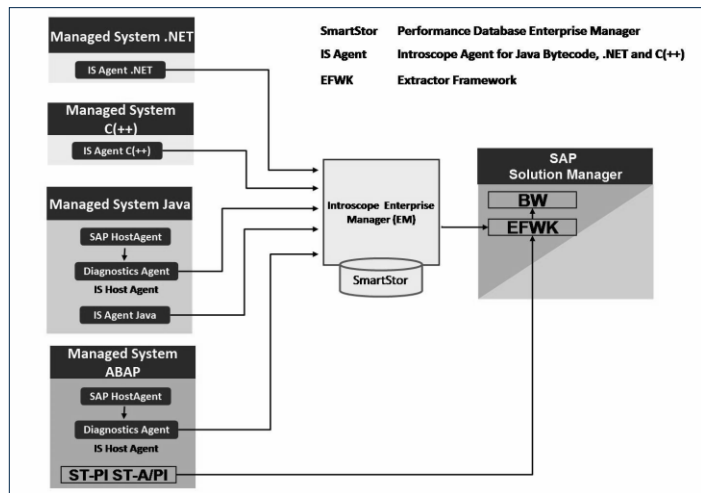 Managed System .NET
IS Agent .NET
Managed System
C(++)
IS Agent C(++)
Managed System Java
SAP HostAgent
Diagnostics Agent
IS Host Agent
IS Agent Java
Managed System
ABAP
SAP HostAgent
Diagnostics Agent
IS Host Agent
ST-PI ST-A/PI
SmartStor Performance Database Enterprise Manager
IS Agent Introscope Agent for Java Bytecode, .NET and C(++)
EFWK Extractor Framework
Introscope Enterprise
Manager (EM)
SmartStor
SAP
Solution Manager
BW
EFWK